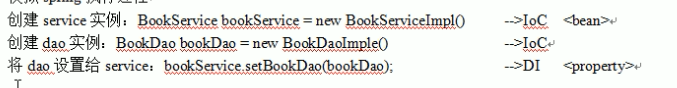 创建 service 实例：BookService bookService = new BookServiceImpl() -->IoC <bean>
创建 dao 实例：BookDao bookDao = new BookDaoImple() -->IoC
将 dao 设置给 service：bookService.setBookDao(bookDao); -->DI <property>